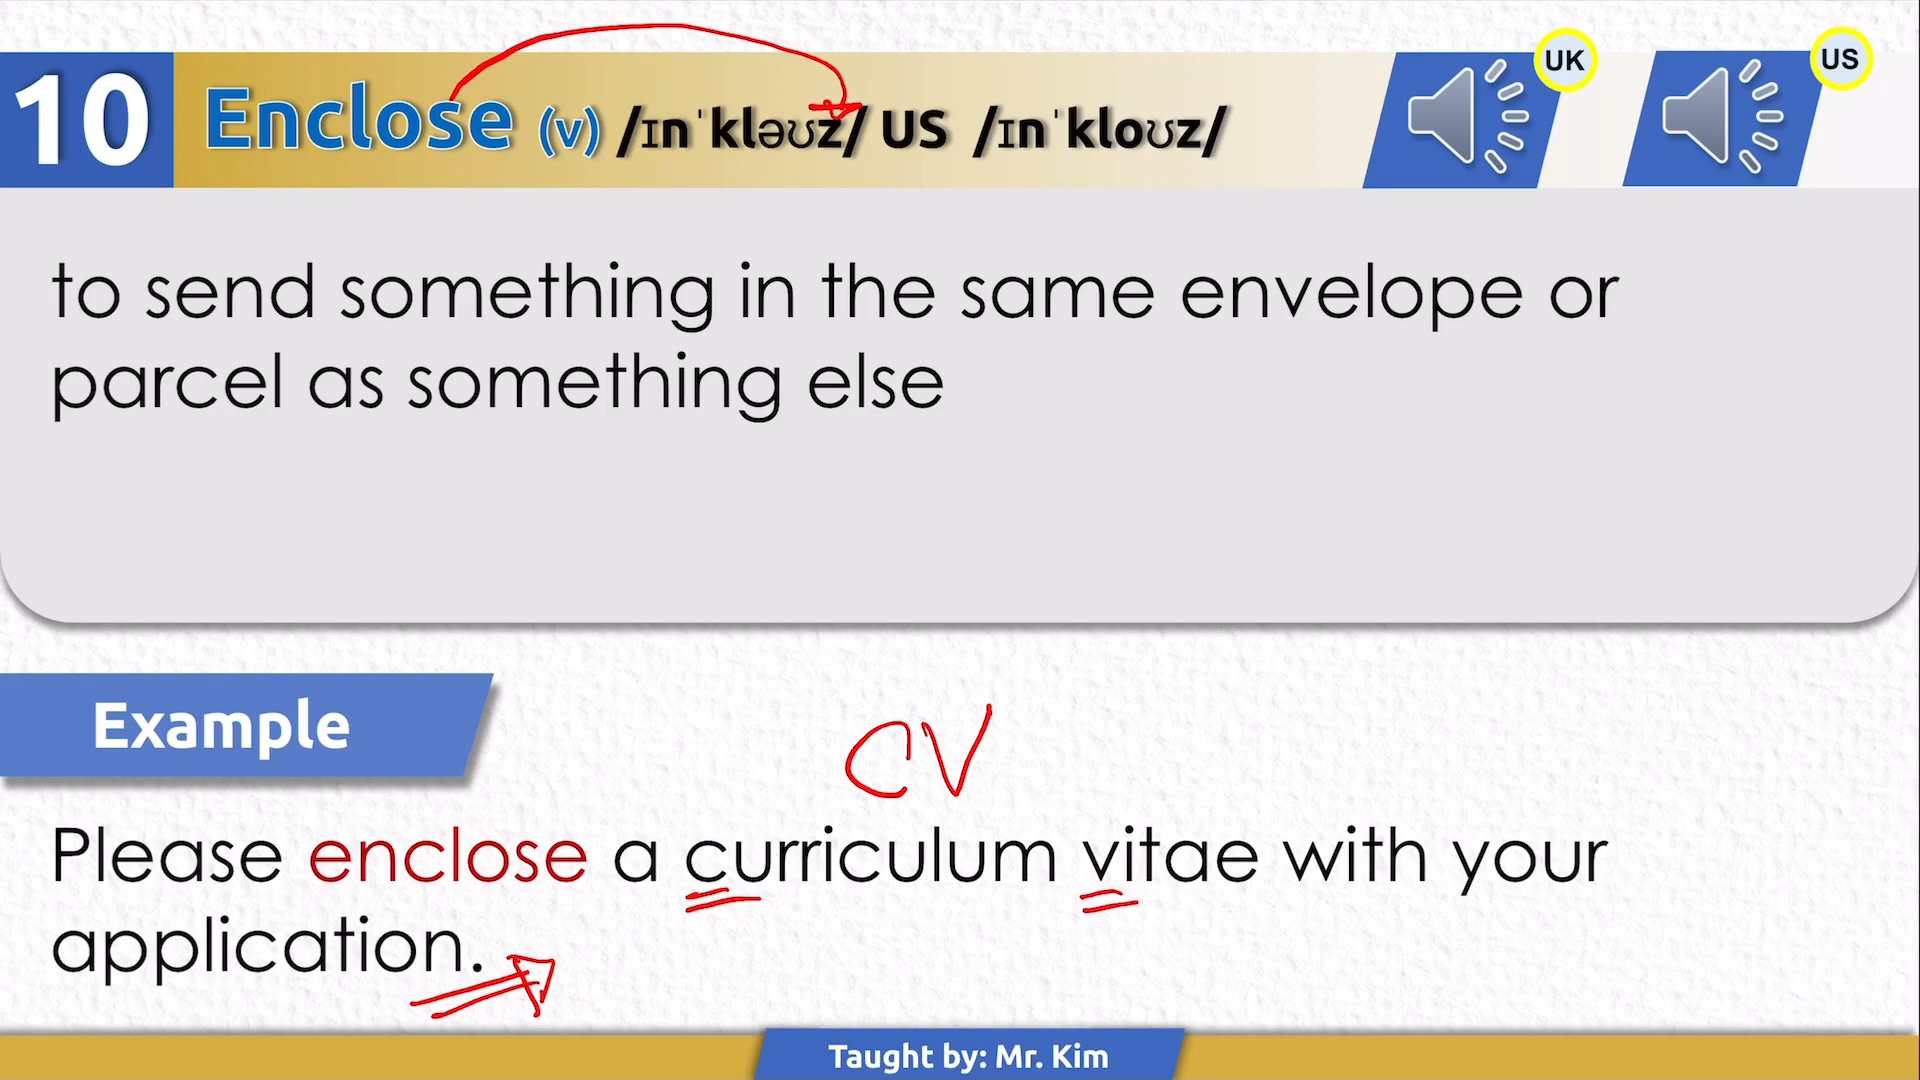 10 Enclose (v) /ɪnˈkləʊz/ US /ɪnˈkloʊz/ UK US
to send something in the same envelope or
parcel as something else
Example
CV
Please enclose a curriculum vitae with your
application.
Taught by: Mr. Kim